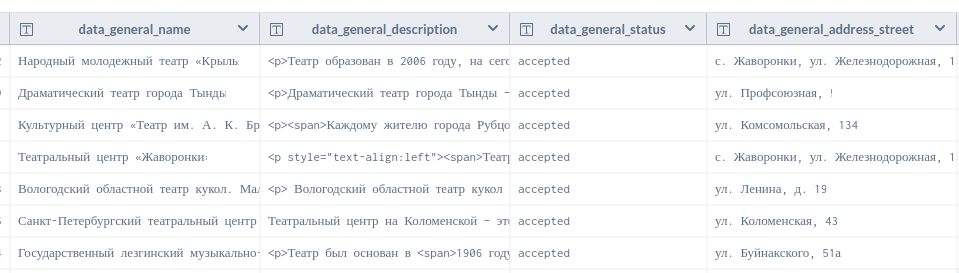 data_general_name data_general_description data_general_status data_general_address_street
Народный молодежный театр «Крыль <p>Театр образован в 2006 году, на сего accepted с. Жаворонки, ул. Железнодорожная, 1
Драматический театр города Тынды <p>Драматический театр города Тынды – accepted ул. Профсоюзная,
Культурный центр «Театр им. А. К. Бр <p><span>Каждому жителю города Рубцо accepted ул. Комсомольская, 134
Театральный центр «Жаворонки <p style="text-align:left"><span>Театр accepted с. Жаворонки, ул. Железнодорожная, 1
Вологодский областной театр кукол. Мал <p> Вологодский областной театр кукол accepted ул. Ленина, д. 19
Санкт-Петербургский театральный центр Театральный центр на Коломенской – это accepted ул. Коломенская, 43
Государственный лезгинский музыкально- <p>Театр был основан в <span>1906 году accepted ул. Буйнакского, 51а